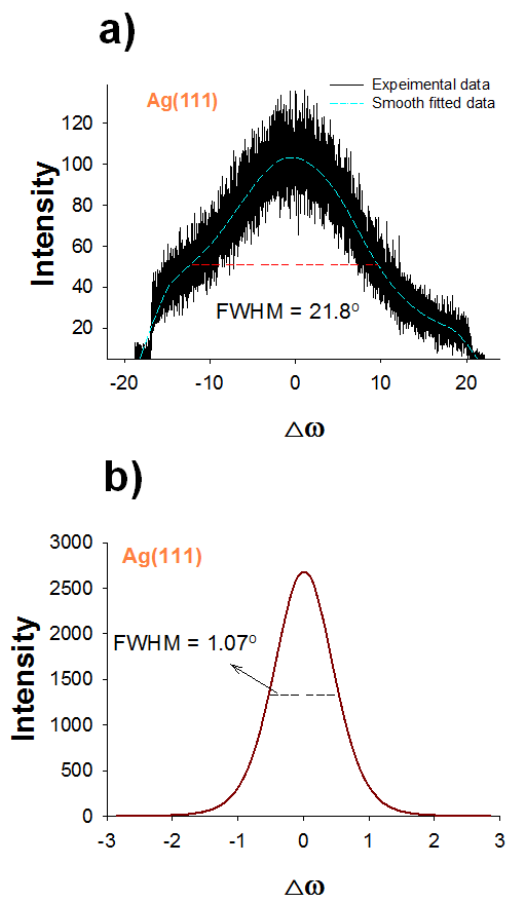 a)
Ag(111)
Expeimental data
Smooth fitted data
120
100
80
60
40
20
Intensity
FWHM = 21.8°
-20 -10 0 10 20
△ω
b)
3000
2500
2000
1500
1000
500
0
Ag(111)
FWHM = 1.07°
Intensity
-3 -2 -1 0 1 2 3
△ω